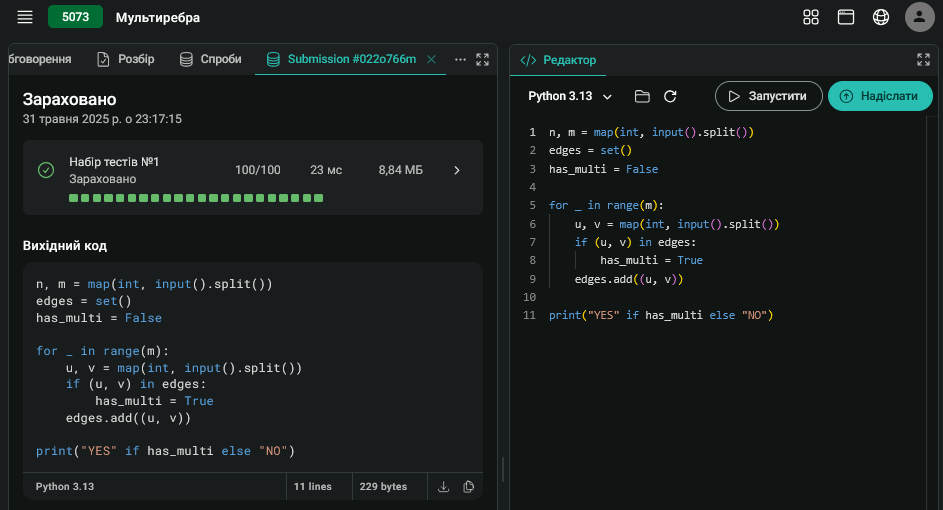 5073 Мультиребра
бговорення Розбір Спроби Submission #022o766m
Зараховано
31 травня 2025 р. о 23:17:15
Набір тестів №1 100/100 23 мс 8,84 МБ
Зараховано
Вихідний код
n, m = map(int, input().split())
edges = set()
has_multi = False
for _ in range(m):
    u, v = map(int, input().split())
    if (u, v) in edges:
        has_multi = True
    edges.add((u, v))
print("YES" if has_multi else "NO")
Python 3.13 11 lines 229 bytes
Редактор
Python 3.13 Запустити Надіслати
1 n, m = map(int, input().split())
2 edges = set()
3 has_multi = False
4
5 for _ in range(m):
6     u, v = map(int, input().split())
7     if (u, v) in edges:
8         has_multi = True
9     edges.add((u, v))
10
11 print("YES" if has_multi else "NO")